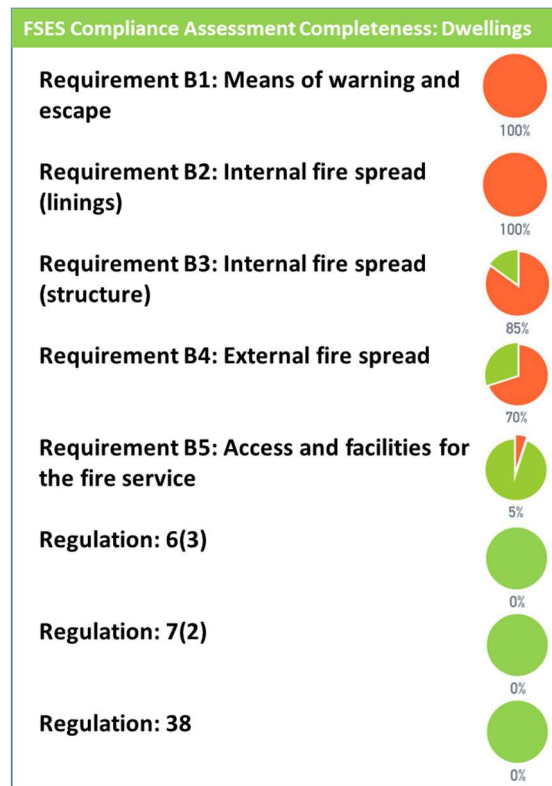 FSES Compliance Assessment Completeness: Dwellings
Requirement B1: Means of warning and
escape
100%
Requirement B2: Internal fire spread
(linings)
100%
Requirement B3: Internal fire spread
(structure)
85%
Requirement B4: External fire spread
70%
Requirement B5: Access and facilities for
the fire service
5%
Regulation: 6(3)
0%
Regulation: 7(2)
0%
Regulation: 38
0%